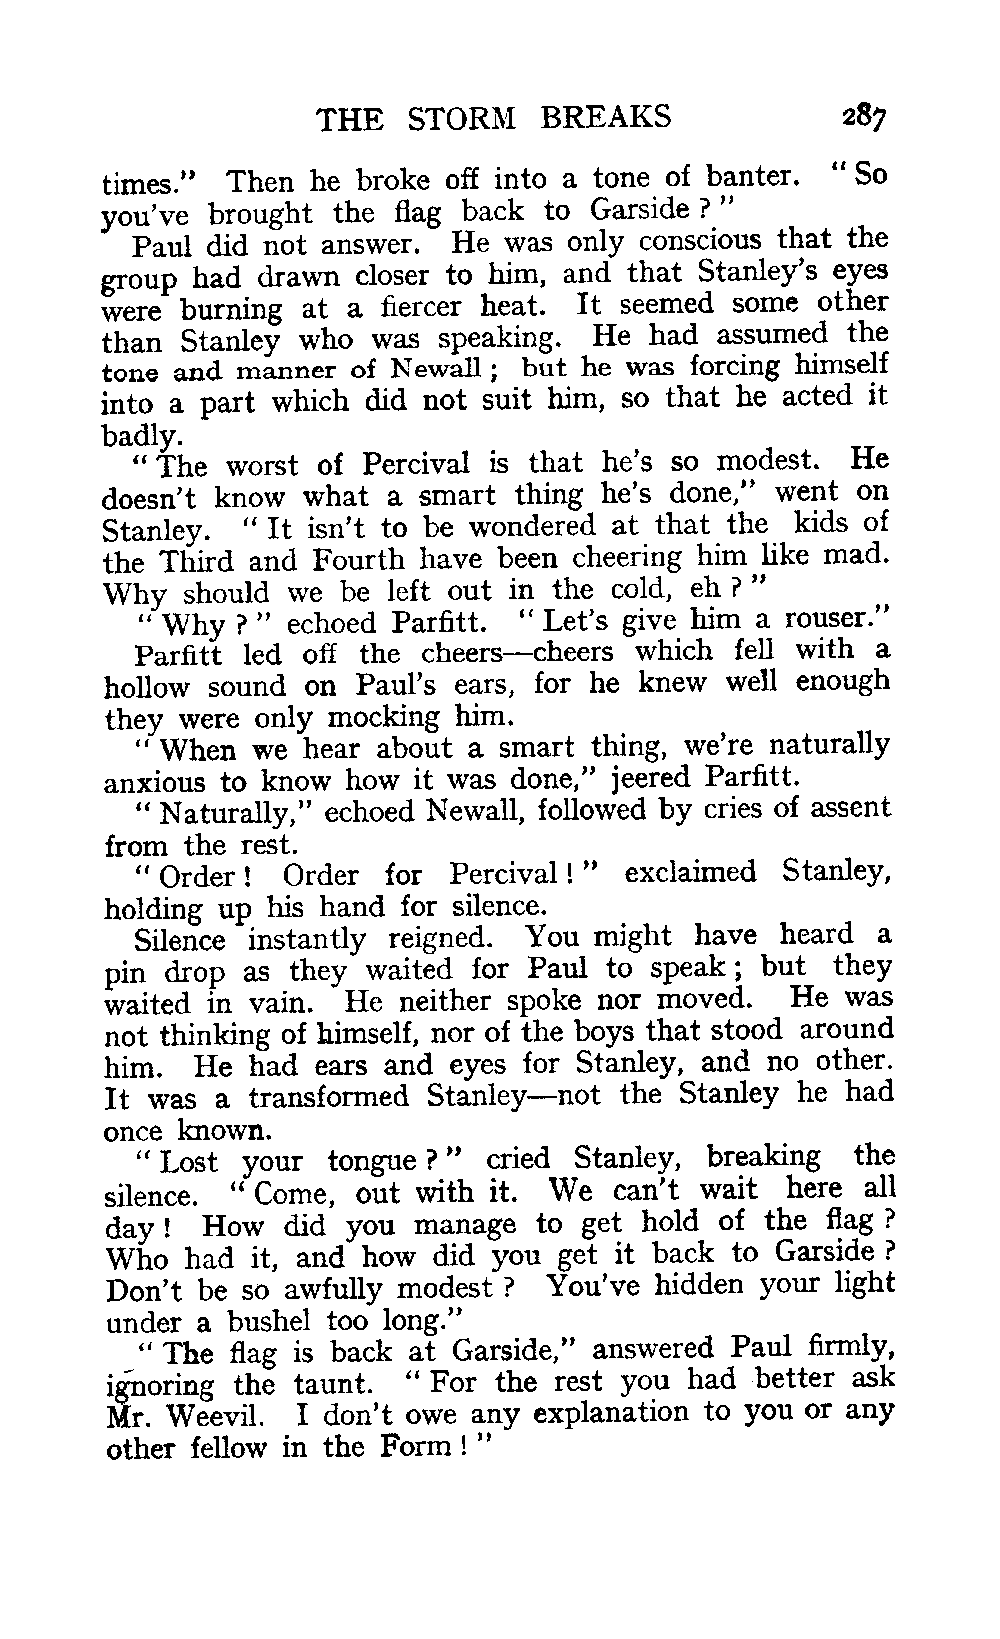 THE STORM BREAKS 287
times." Then he broke off into a tone of banter. "So
you've brought the flag back to Garside?"
Paul did not answer. He was only conscious that the
group had drawn closer to him, and that Stanley's eyes
were burning at a fiercer heat. It seemed some other
than Stanley who was speaking. He had assumed the
tone and manner of Newall; but he was forcing himself
into a part which did not suit him, so that he acted it
badly.
"The worst of Percival is that he's so modest. He
doesn't know what a smart thing he's done," went on
Stanley. "It isn't to be wondered at that the kids of
the Third and Fourth have been cheering him like mad.
Why should we be left out in the cold, eh?"
"Why?" echoed Parfitt. "Let's give him a rouser."
Parfitt led off the cheers—cheers which fell with a
hollow sound on Paul's ears, for he knew well enough
they were only mocking him.
"When we hear about a smart thing, we're naturally
anxious to know how it was done," jeered Parfitt.
"Naturally," echoed Newall, followed by cries of assent
from the rest.
"Order! Order for Percival!" exclaimed Stanley,
holding up his hand for silence.
Silence instantly reigned. You might have heard a
pin drop as they waited for Paul to speak; but they
waited in vain. He neither spoke nor moved. He was
not thinking of himself, nor of the boys that stood around
him. He had ears and eyes for Stanley, and no other.
It was a transformed Stanley—not the Stanley he had
once known.
"Lost your tongue?" cried Stanley, breaking the
silence. "Come, out with it. We can't wait here all
day! How did you manage to get hold of the flag?
Who had it, and how did you get it back to Garside?
Don't be so awfully modest? You've hidden your light
under a bushel too long."
"The flag is back at Garside," answered Paul firmly,
ignoring the taunt. "For the rest you had better ask
Mr. Weevil. I don't owe any explanation to you or any
other fellow in the Form!"